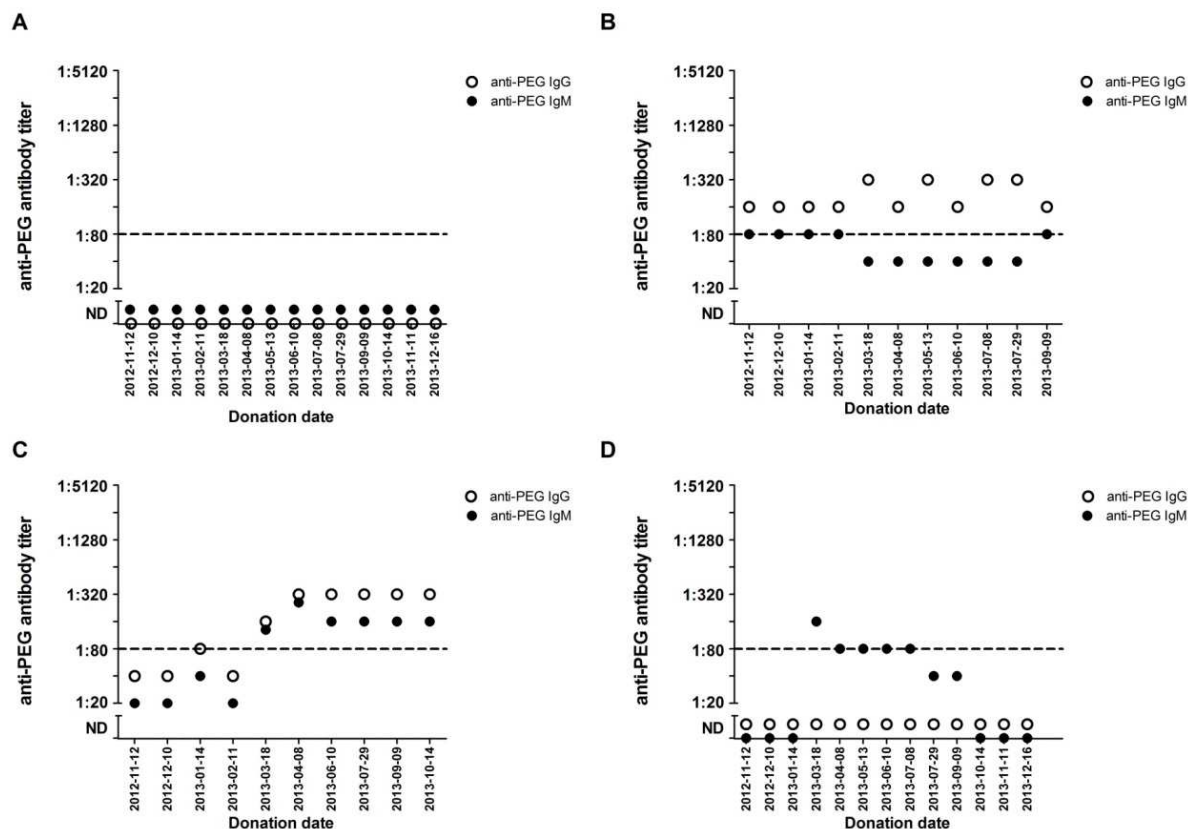 A
anti-PEG antibody titer
1:5120
1:1280
1:320
1:80
1:20
ND
anti-PEG IgG
anti-PEG IgM
2012-11-12
2012-12-10
2013-01-14
2013-02-11
2013-03-18
2013-04-08
2013-05-13
2013-06-10
2013-07-08
2013-07-29
2013-09-09
2013-10-14
2013-11-11
2013-12-16
Donation date
B
anti-PEG antibody titer
1:5120
1:1280
1:320
1:80
1:20
ND
anti-PEG IgG
anti-PEG IgM
2012-11-12
2012-12-10
2013-01-14
2013-02-11
2013-03-18
2013-04-08
2013-05-13
2013-06-10
2013-07-08
2013-07-29
2013-09-09
Donation date
C
anti-PEG antibody titer
1:5120
1:1280
1:320
1:80
1:20
ND
anti-PEG IgG
anti-PEG IgM
2012-11-12
2012-12-10
2013-01-14
2013-02-11
2013-03-18
2013-04-08
2013-06-10
2013-07-29
2013-09-09
2013-10-14
Donation date
D
anti-PEG antibody titer
1:5120
1:1280
1:320
1:80
1:20
ND
anti-PEG IgG
anti-PEG IgM
2012-11-12
2012-12-10
2013-01-14
2013-03-18
2013-04-08
2013-05-13
2013-06-10
2013-07-08
2013-07-29
2013-09-09
2013-10-14
2013-11-11
2013-12-16
Donation date